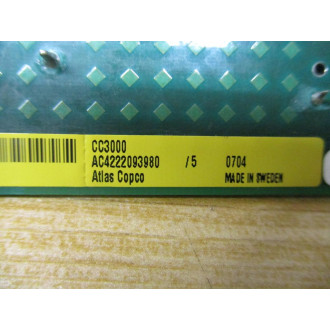 CC3000
AC4222093980 /5 0704
Atlas Copco MADE IN SWEDEN